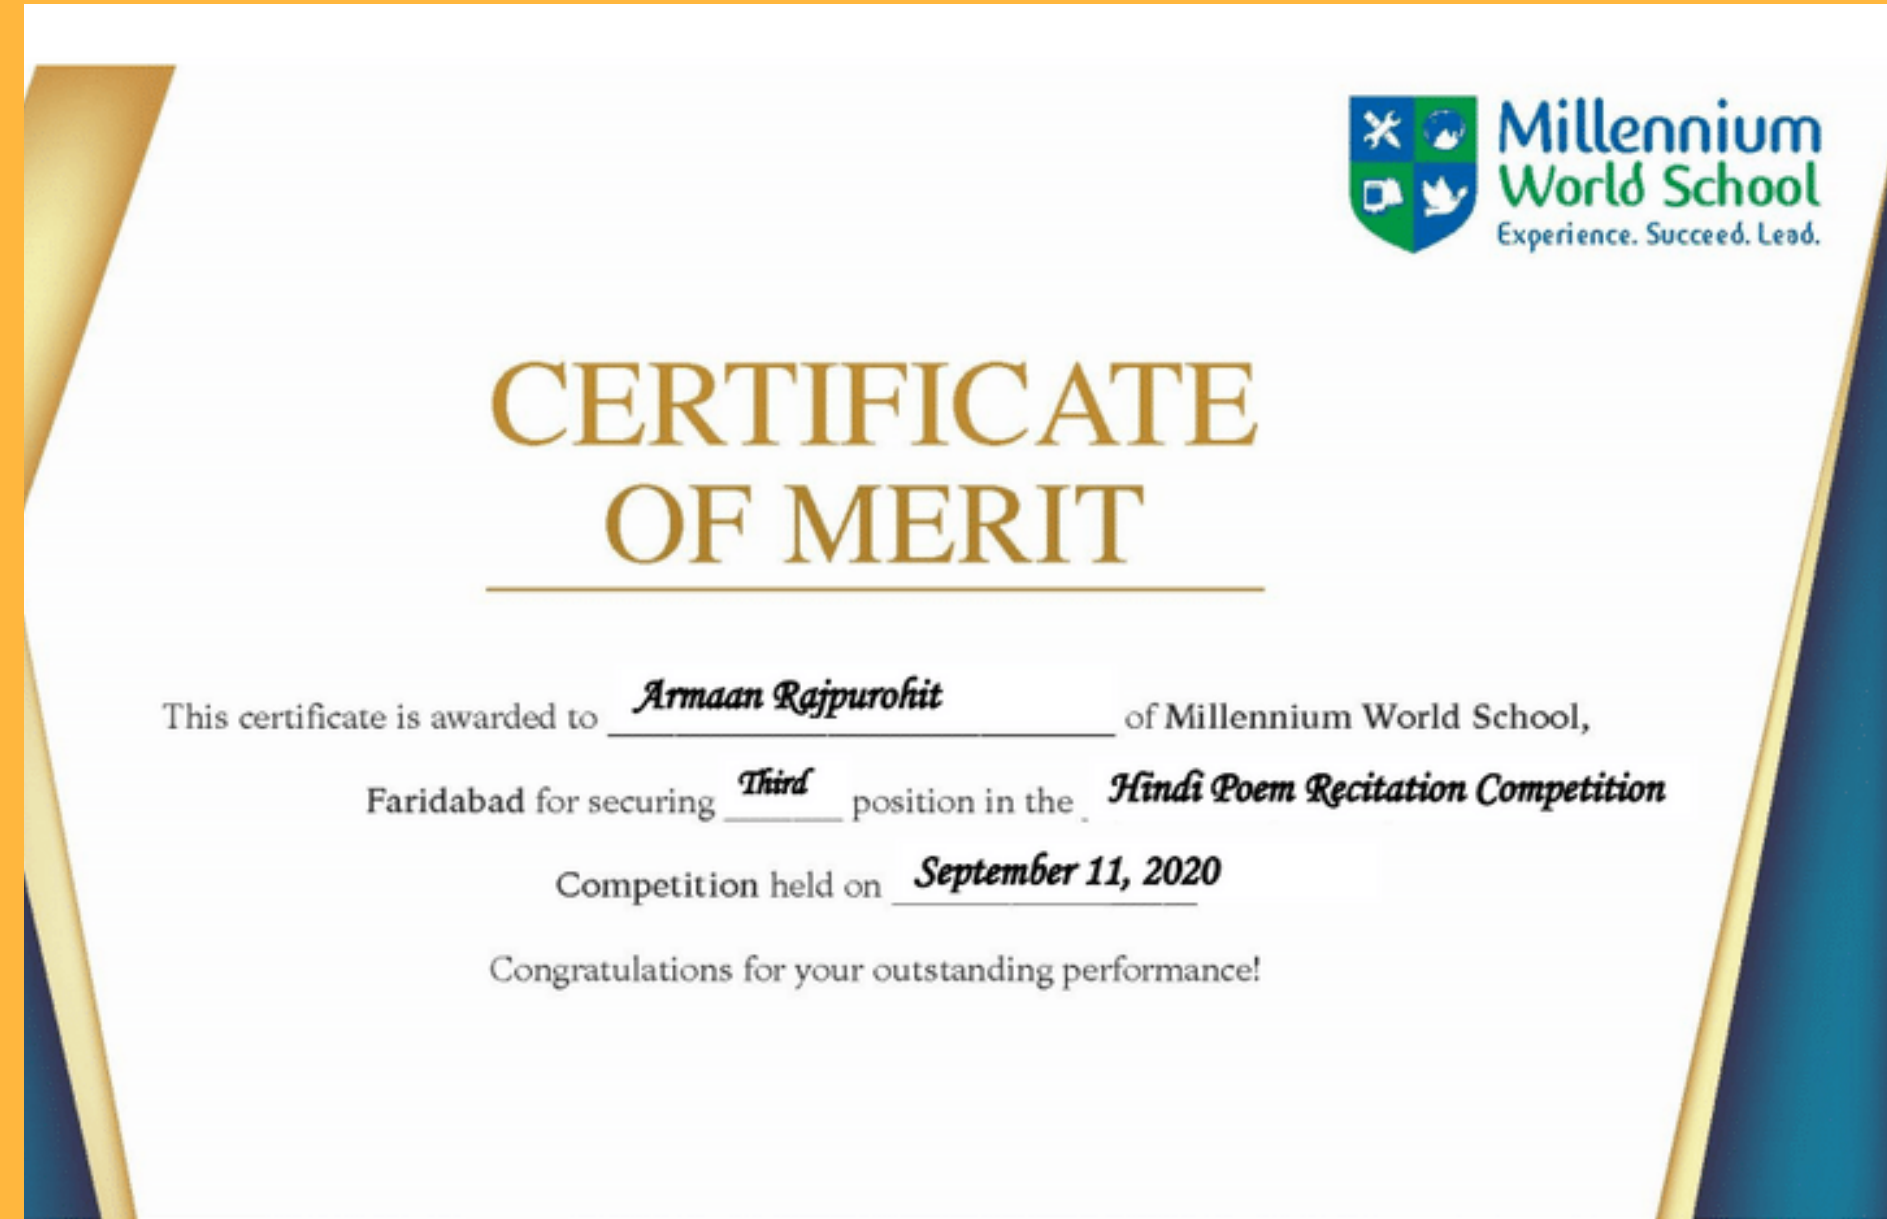 Millennium
World School
Experience. Succeed. Lead.
CERTIFICATE
OF MERIT
This certificate is awarded to Armaan Rajpurohit of Millennium World School,
Faridabad for securing Third position in the Hindi Poem Recitation Competition
Competition held on September 11, 2020
Congratulations for your outstanding performance!